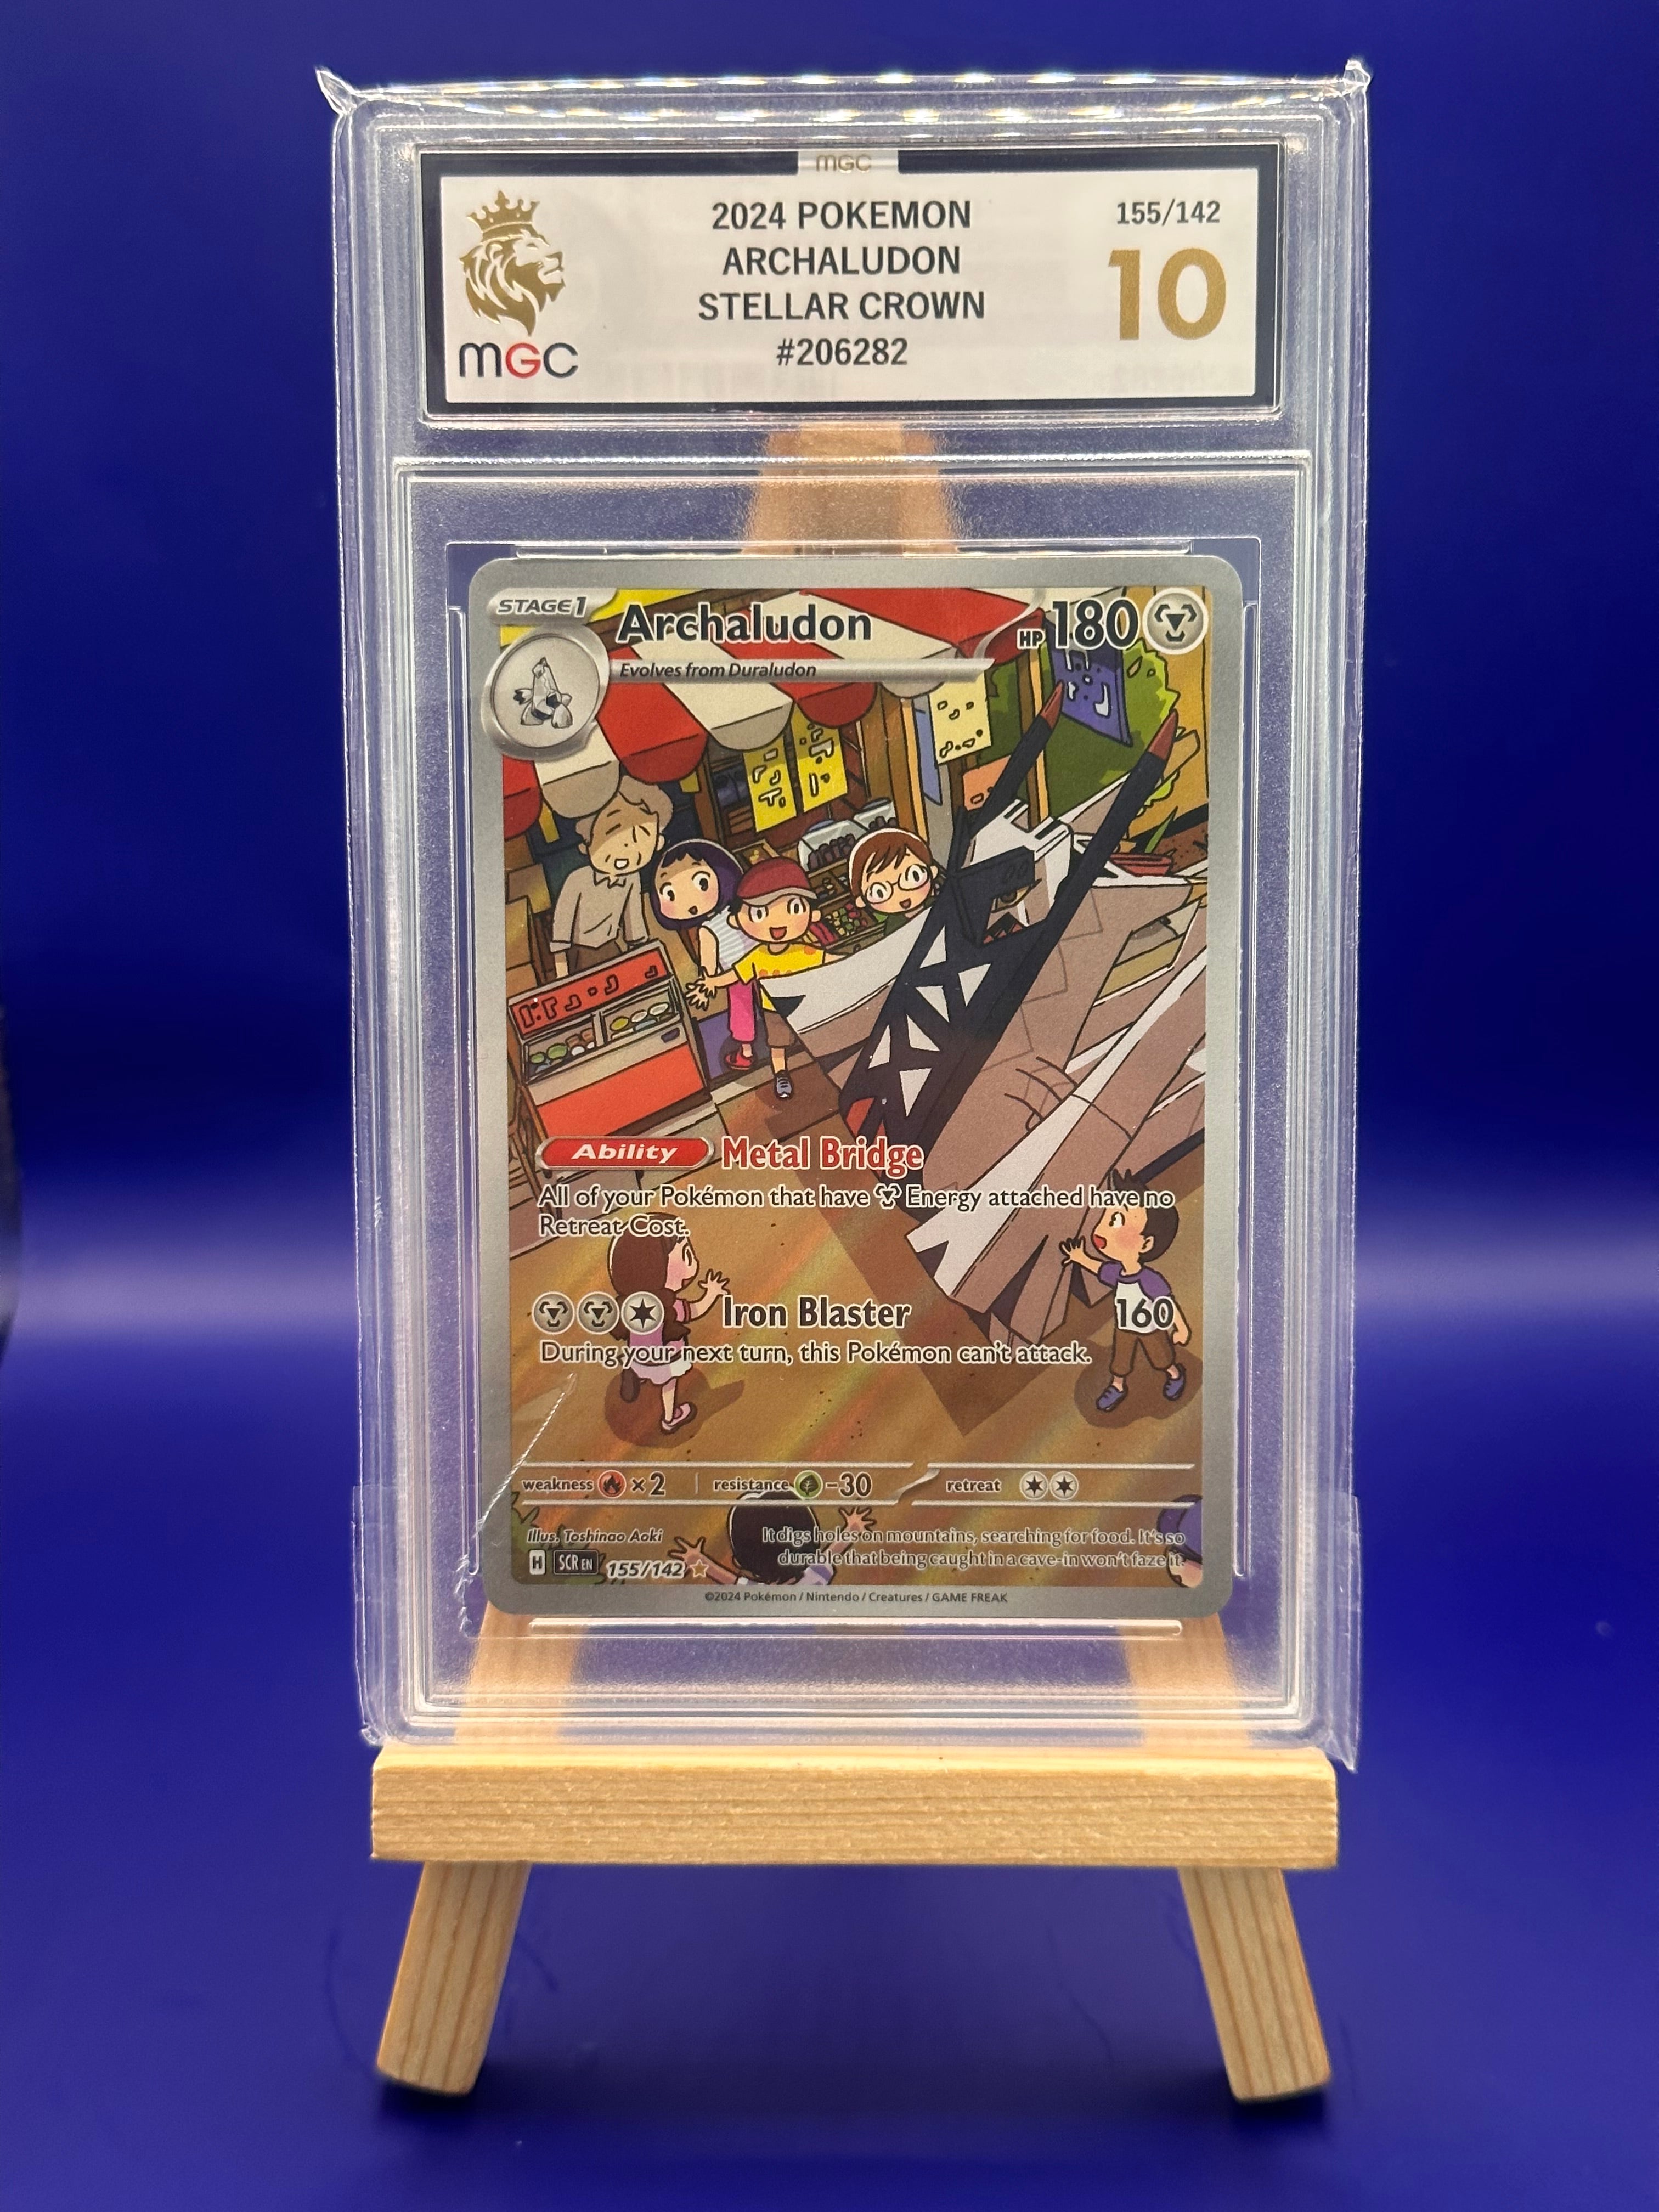 MGC
2024 POKEMON
155/142
ARCHALUDON
10
STELLAR CROWN
#206282
MGC
STAGE 1
Archaludon
HP 180
Evolves from Duraludon
Ability Metal Bridge
All of your Pokémon that have Energy attached have no
Retreat Cost.
Iron Blaster 160
During your next turn, this Pokémon can't attack.
weakness ×2 resistance -30 retreat
Illus. Toshinao Aoki
It digs holes on mountains, searching for food. It's so
durable that being caught in a cave-in won't faze it.
H SCR EN 155/142
©2024 Pokémon / Nintendo / Creatures / GAME FREAK